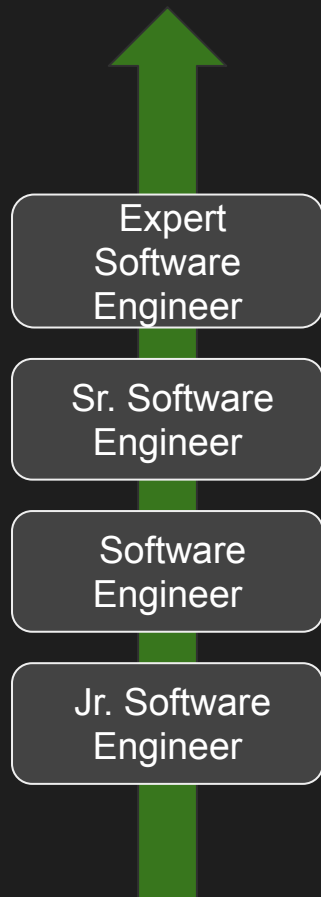 Expert
Software
Engineer
Sr. Software
Engineer
Software
Engineer
Jr. Software
Engineer